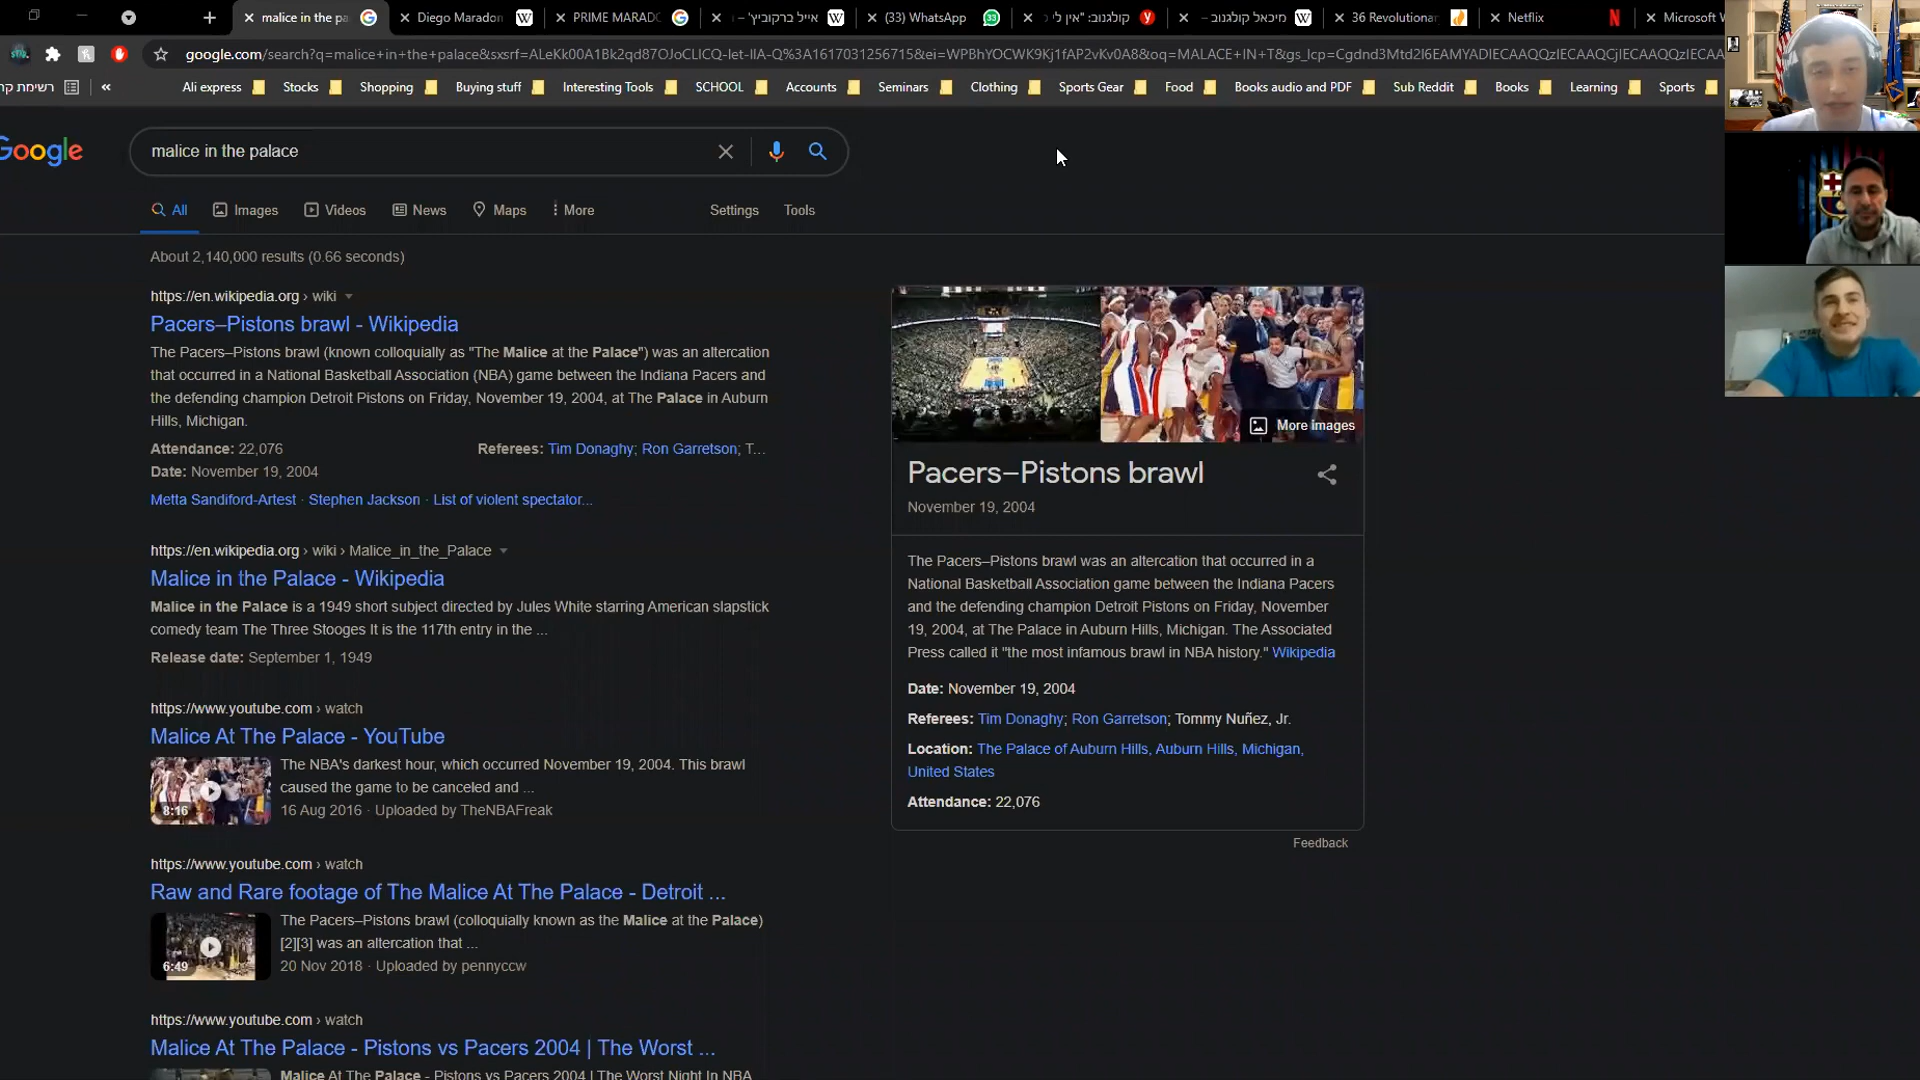 malice in the pa
Diego Maradon
PRIME MARADO
אייל ברקוביץ' –
(33) WhatsApp
33
קולגנוב: "אין לי
מיכאל קולגנוב –
36 Revolutionar
Netflix
Microsoft W
google.com/search?q=malice+in+the+palace&sxsrf=ALeKk00A1Bk2qd87OJoCLICQ-let-IIA-Q%3A1617031256715&ei=WPBhYOCWK9Kj1fAP2vKv0A8&oq=MALACE+IN+T&gs_lcp=Cgdnd3Mtd2l6EAMYADIECAAQQzIECAAQCjIECAAQQzIECAA
«
Ali express
Stocks
Shopping
Buying stuff
Interesting Tools
SCHOOL
Accounts
Seminars
Clothing
Sports Gear
Food
Books audio and PDF
Sub Reddit
Books
Learning
Sports
Google
malice in the palace
All
Images
Videos
News
Maps
More
Settings
Tools
About 2,140,000 results (0.66 seconds)
https://en.wikipedia.org › wiki
Pacers–Pistons brawl - Wikipedia
The Pacers–Pistons brawl (known colloquially as "The Malice at the Palace") was an altercation
that occurred in a National Basketball Association (NBA) game between the Indiana Pacers and
the defending champion Detroit Pistons on Friday, November 19, 2004, at The Palace in Auburn
Hills, Michigan.
Attendance: 22,076
Referees: Tim Donaghy; Ron Garretson; T...
Date: November 19, 2004
Metta Sandiford-Artest · Stephen Jackson · List of violent spectator...
https://en.wikipedia.org › wiki › Malice_in_the_Palace
Malice in the Palace - Wikipedia
Malice in the Palace is a 1949 short subject directed by Jules White starring American slapstick
comedy team The Three Stooges It is the 117th entry in the ...
Release date: September 1, 1949
https://www.youtube.com › watch
Malice At The Palace - YouTube
The NBA's darkest hour, which occurred November 19, 2004. This brawl
caused the game to be canceled and ...
8:16
16 Aug 2016 · Uploaded by TheNBAFreak
https://www.youtube.com › watch
Raw and Rare footage of The Malice At The Palace - Detroit ...
The Pacers–Pistons brawl (colloquially known as the Malice at the Palace)
[2][3] was an altercation that ...
6:49
20 Nov 2018 · Uploaded by pennyccw
https://www.youtube.com › watch
Malice At The Palace - Pistons vs Pacers 2004 | The Worst ...
Malice At The Palace - Pistons vs Pacers 2004 | The Worst Night In NBA
More images
Pacers–Pistons brawl
November 19, 2004
The Pacers–Pistons brawl was an altercation that occurred in a
National Basketball Association game between the Indiana Pacers
and the defending champion Detroit Pistons on Friday, November
19, 2004, at The Palace in Auburn Hills, Michigan. The Associated
Press called it "the most infamous brawl in NBA history." Wikipedia
Date: November 19, 2004
Referees: Tim Donaghy; Ron Garretson; Tommy Nuñez, Jr.
Location: The Palace of Auburn Hills, Auburn Hills, Michigan,
United States
Attendance: 22,076
Feedback